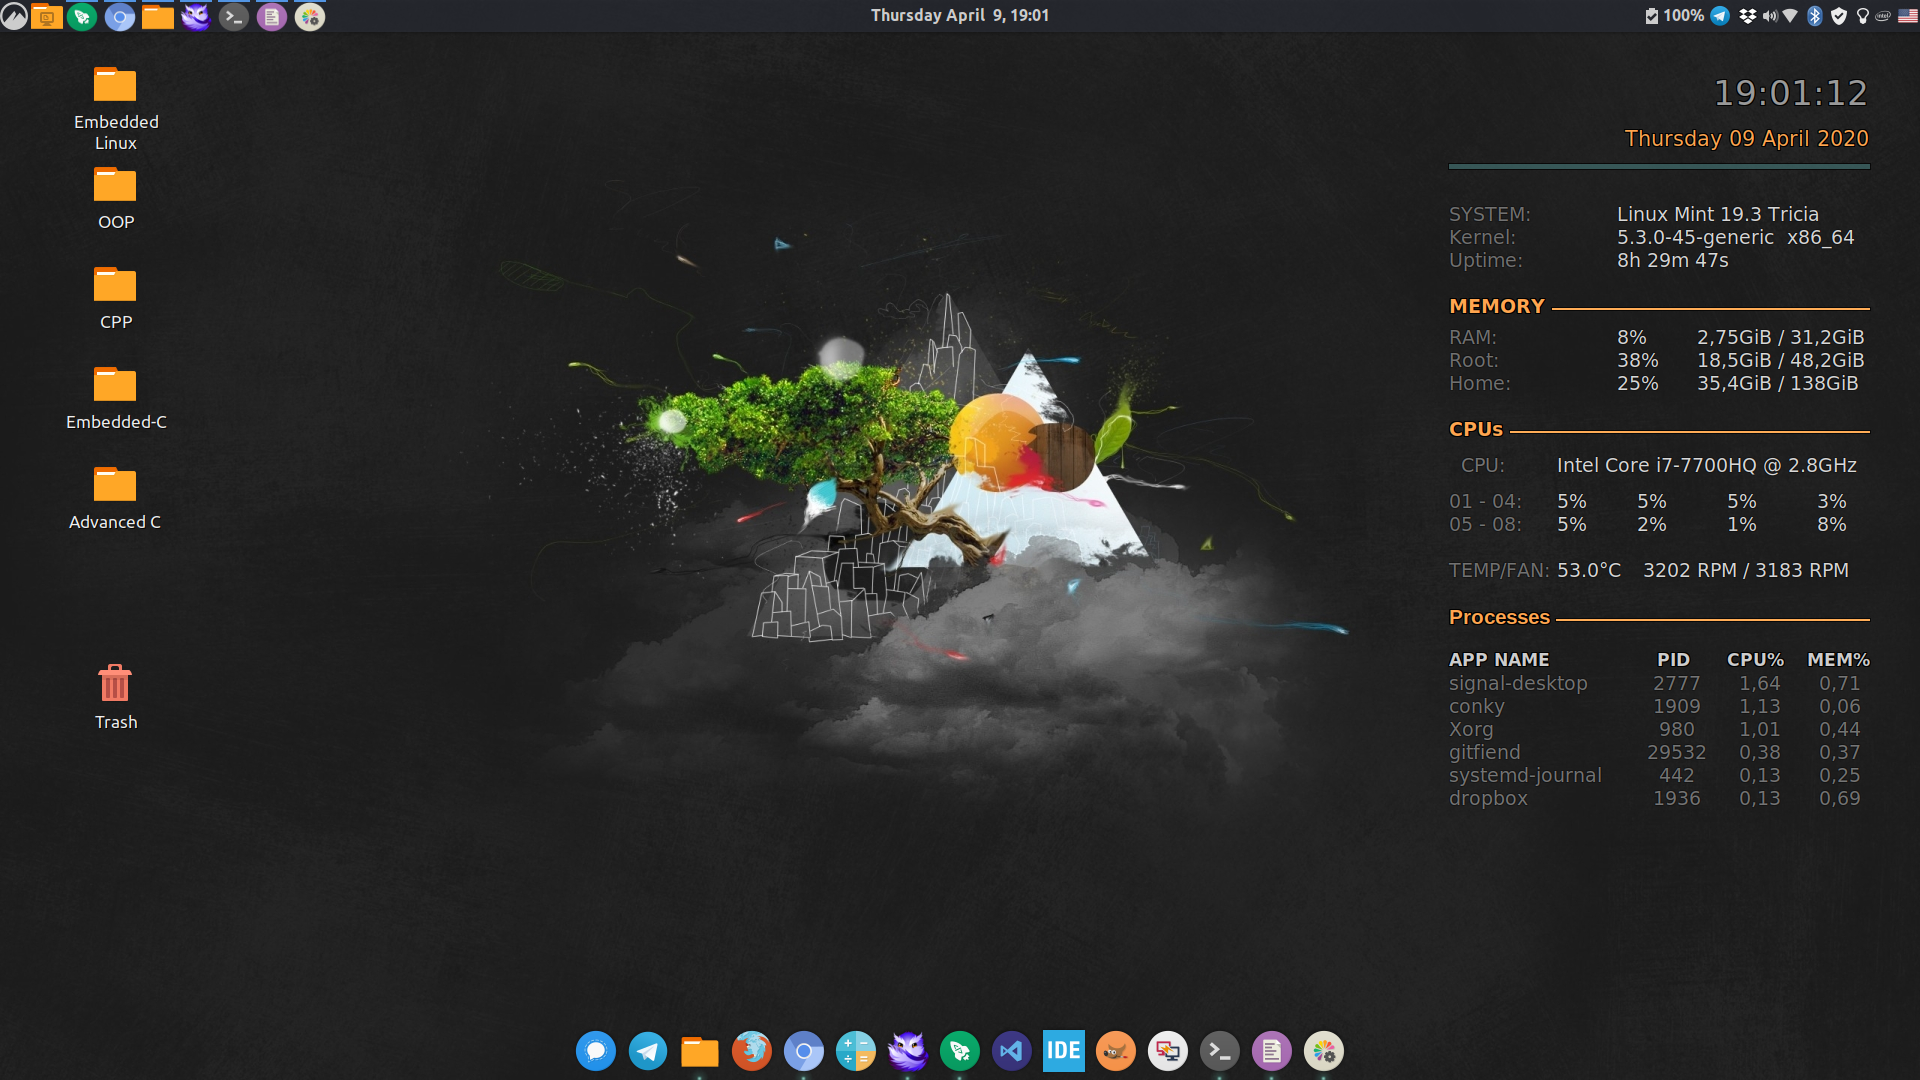 Thursday April 9, 19:01
100%
Embedded
Linux
OOP
CPP
Embedded-C
Advanced C
Trash
19:01:12
Thursday 09 April 2020
SYSTEM: Linux Mint 19.3 Tricia
Kernel: 5.3.0-45-generic x86_64
Uptime: 8h 29m 47s
MEMORY
RAM: 8% 2,75GiB / 31,2GiB
Root: 38% 18,5GiB / 48,2GiB
Home: 25% 35,4GiB / 138GiB
CPUs
CPU: Intel Core i7-7700HQ @ 2.8GHz
01 - 04: 5% 5% 5% 3%
05 - 08: 5% 2% 1% 8%
TEMP/FAN: 53.0°C 3202 RPM / 3183 RPM
Processes
APP NAME PID CPU% MEM%
signal-desktop 2777 1,64 0,71
conky 1909 1,13 0,06
Xorg 980 1,01 0,44
gitfiend 29532 0,38 0,37
systemd-journal 442 0,13 0,25
dropbox 1936 0,13 0,69
IDE